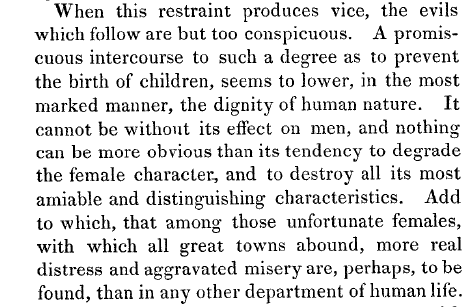 When this restraint produces vice, the evils
which follow are but too conspicuous. A promis-
cuous intercourse to such a degree as to prevent
the birth of children, seems to lower, in the most
marked manner, the dignity of human nature. It
cannot be without its effect on men, and nothing
can be more obvious than its tendency to degrade
the female character, and to destroy all its most
amiable and distinguishing characteristics. Add
to which, that among those unfortunate females,
with which all great towns abound, more real
distress and aggravated misery are, perhaps, to be
found, than in any other department of human life.